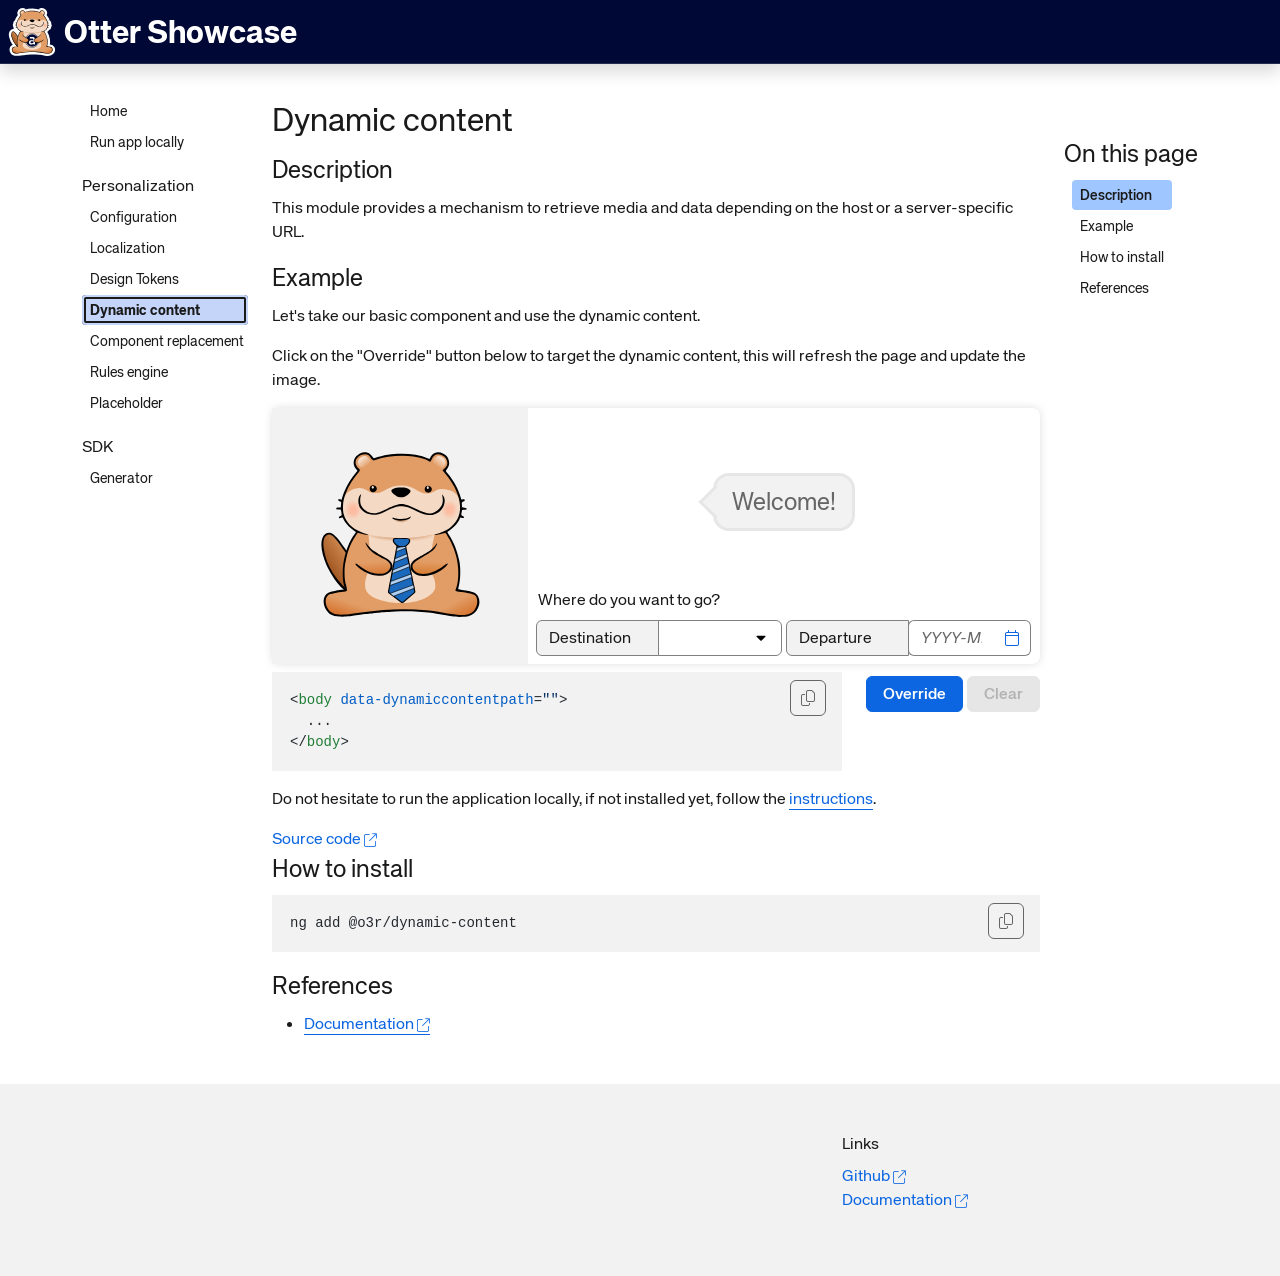 Otter Showcase
Home
Run app locally
Personalization
Configuration
Localization
Design Tokens
Dynamic content
Component replacement
Rules engine
Placeholder
SDK
Generator
Dynamic content
Description
This module provides a mechanism to retrieve media and data depending on the host or a server-specific
URL.
Example
Let's take our basic component and use the dynamic content.
Click on the "Override" button below to target the dynamic content, this will refresh the page and update the
image.
Welcome!
Where do you want to go?
Destination
Departure
YYYY-M
<body data-dynamiccontentpath="">
...
</body>
Override
Clear
Do not hesitate to run the application locally, if not installed yet, follow the instructions.
Source code
How to install
ng add @o3r/dynamic-content
References
Documentation
On this page
Description
Example
How to install
References
Links
Github
Documentation